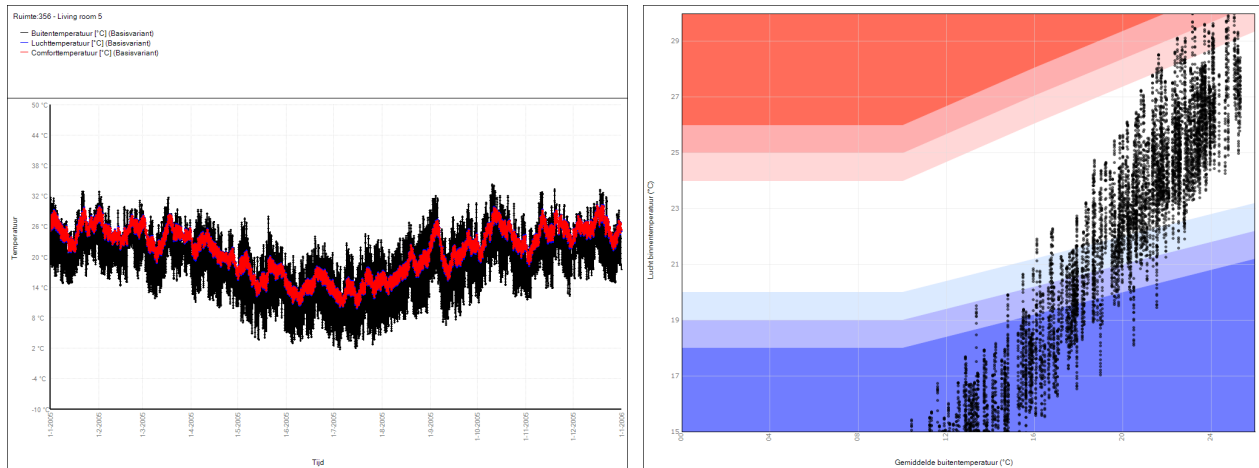 Ruimte:356 - Living room 5
Buitentemperatuur [°C] (Basisvariant)
Luchttemperatuur [°C] (Basisvariant)
Comforttemperatuur [°C] (Basisvariant)
50 °C
44 °C
38 °C
32 °C
26 °C
20 °C
14 °C
8 °C
2 °C
-4 °C
-10 °C
Temperatuur
1-1-2005
1-2-2005
1-3-2005
1-4-2005
1-5-2005
1-6-2005
1-7-2005
1-8-2005
1-9-2005
1-10-2005
1-11-2005
1-12-2005
1-1-2006
Tijd
29
27
25
23
21
19
17
15
Lucht binnentemperatuur (°C)
00
04
08
12
16
20
24
Gemiddelde buitentemperatuur (°C)